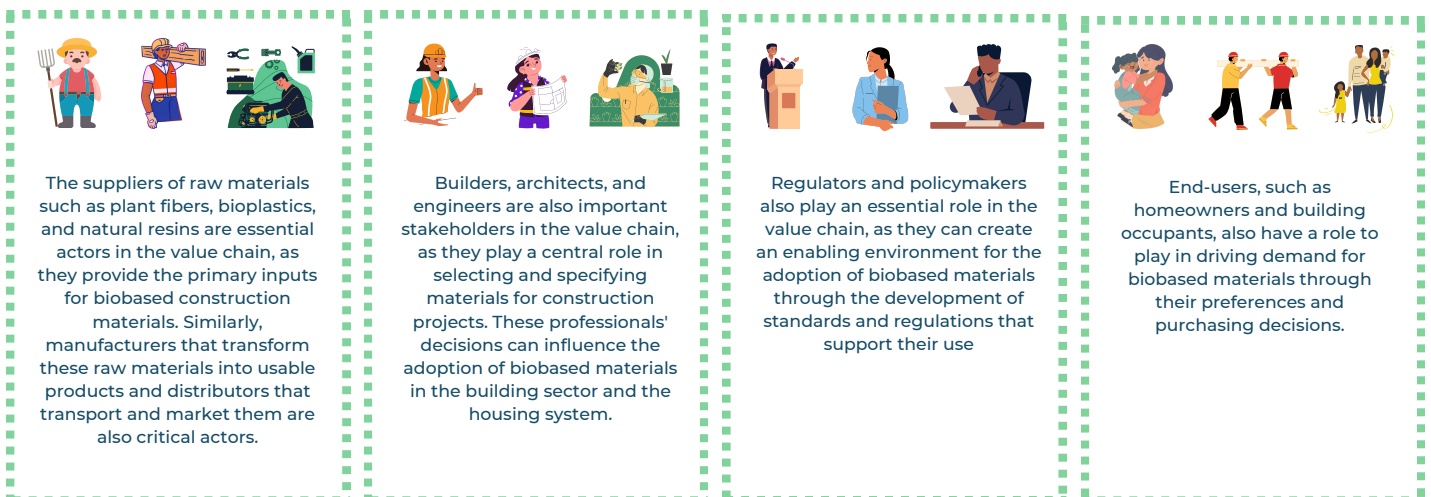 The suppliers of raw materials
such as plant fibers, bioplastics,
and natural resins are essential
actors in the value chain, as
they provide the primary inputs
for biobased construction
materials. Similarly,
manufacturers that transform
these raw materials into usable
products and distributors that
transport and market them are
also critical actors.
Builders, architects, and
engineers are also important
stakeholders in the value chain,
as they play a central role in
selecting and specifying
materials for construction
projects. These professionals'
decisions can influence the
adoption of biobased materials
in the building sector and the
housing system.
Regulators and policymakers
also play an essential role in the
value chain, as they can create
an enabling environment for the
adoption of biobased materials
through the development of
standards and regulations that
support their use
End-users, such as
homeowners and building
occupants, also have a role to
play in driving demand for
biobased materials through
their preferences and
purchasing decisions.